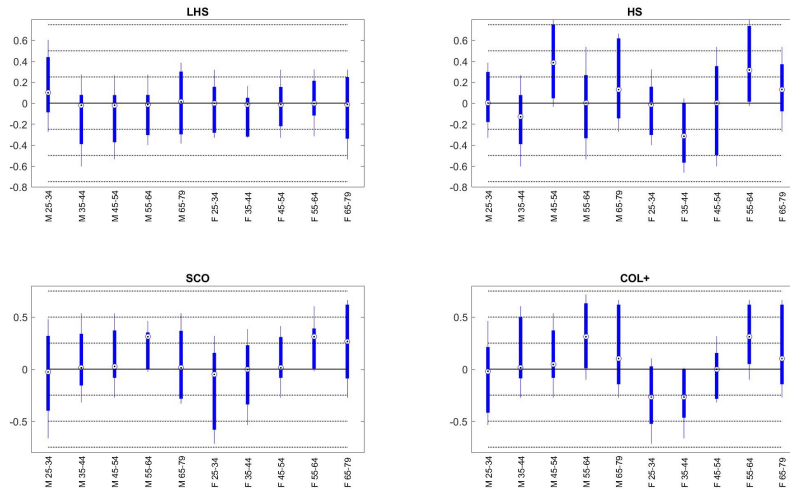 LHS
0.6
0.4
0.2
0
-0.2
-0.4
-0.6
-0.8
M 25-34
M 35-44
M 45-54
M 55-64
M 65-79
F 25-34
F 35-44
F 45-54
F 55-64
F 65-79
HS
0.6
0.4
0.2
0
-0.2
-0.4
-0.6
-0.8
M 25-34
M 35-44
M 45-54
M 55-64
M 65-79
F 25-34
F 35-44
F 45-54
F 55-64
F 65-79
SCO
0.5
0
-0.5
M 25-34
M 35-44
M 45-54
M 55-64
M 65-79
F 25-34
F 35-44
F 45-54
F 55-64
F 65-79
COL+
0.5
0
-0.5
M 25-34
M 35-44
M 45-54
M 55-64
M 65-79
F 25-34
F 35-44
F 45-54
F 55-64
F 65-79